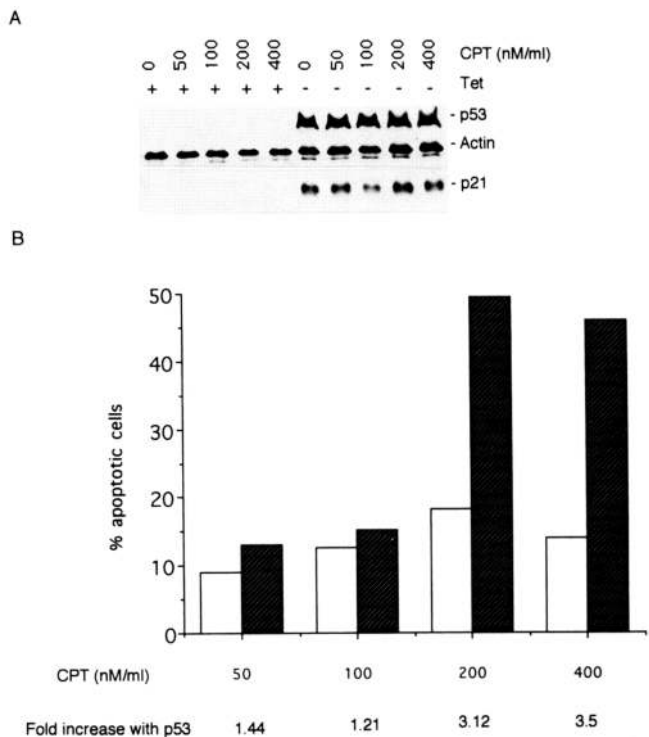 A
0 50 100 200 400 0 50 100 200 400 CPT (nM/ml)
+ + + + + - - - - - Tet
- p53
- Actin
- p21
B
50
40
30
20
10
0
% apoptotic cells
CPT (nM/ml) 50 100 200 400
Fold increase with p53 1.44 1.21 3.12 3.5